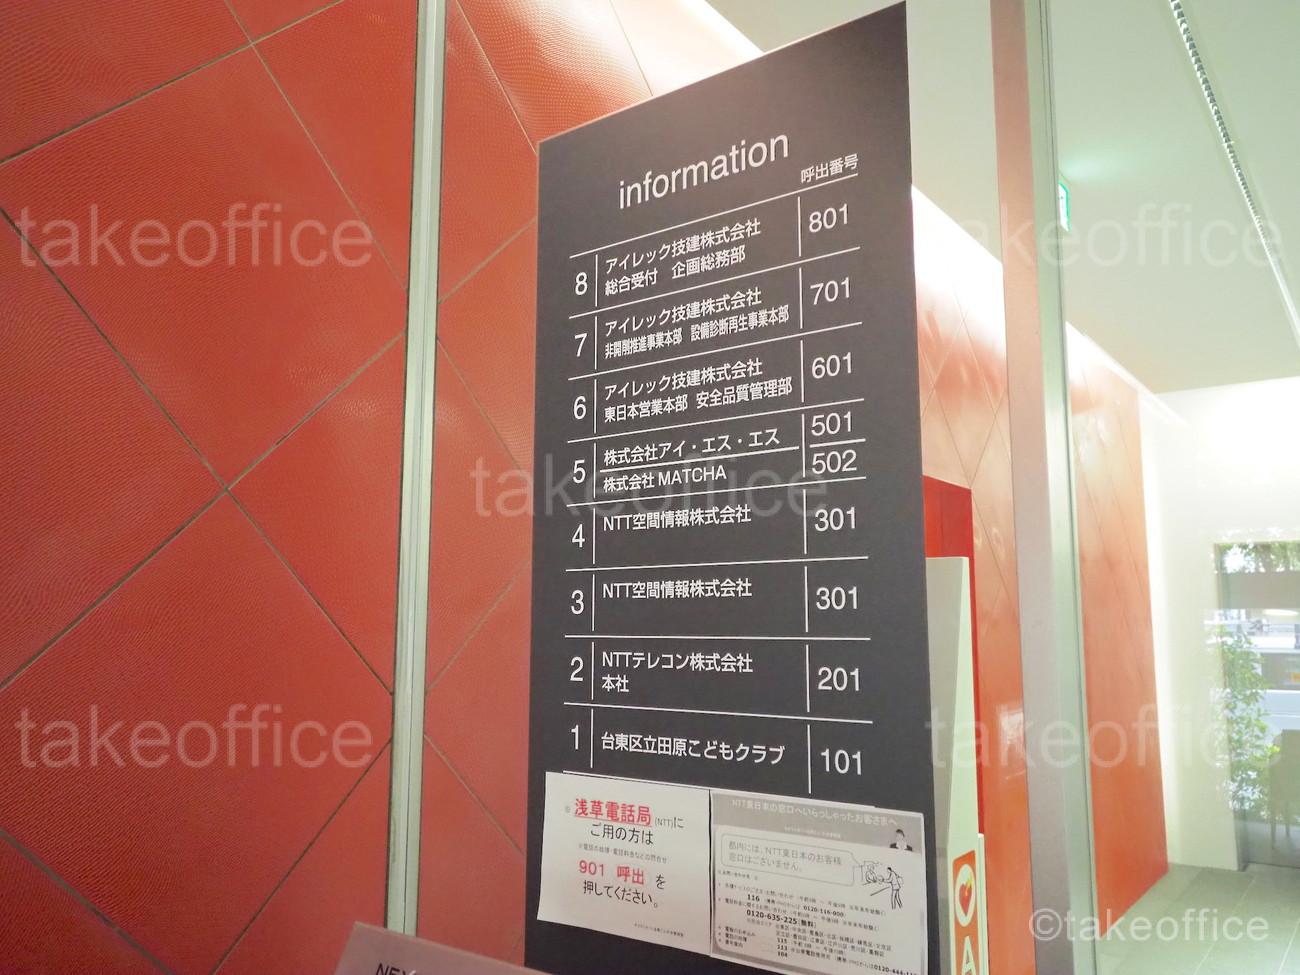 information
呼出番号
8 アイレック技建株式会社 801
総合受付 企画総務部
7 アイレック技建株式会社 701
非開削推進事業本部 設備診断再生事業本部
6 アイレック技建株式会社 601
東日本営業本部 安全品質管理部
5 株式会社アイ・エス・エス 501
株式会社 MATCHA 502
4 NTT空間情報株式会社 301
3 NTT空間情報株式会社 301
2 NTTテレコン株式会社 201
本社
1 台東区立田原こどもクラブ 101
※ 浅草電話局(NTT)に
ご用の方は
901 呼出 を
押してください。
NTT東日本の窓口へいらっしゃったお客さまへ
都内には、NTT東日本のお客様
窓口はございません。
116
0120-116-000
0120-635-225[無料]
115
113
104
takeoffice
takeoffice
takeoffice
takeoffice
takeoffice
©takeoffice